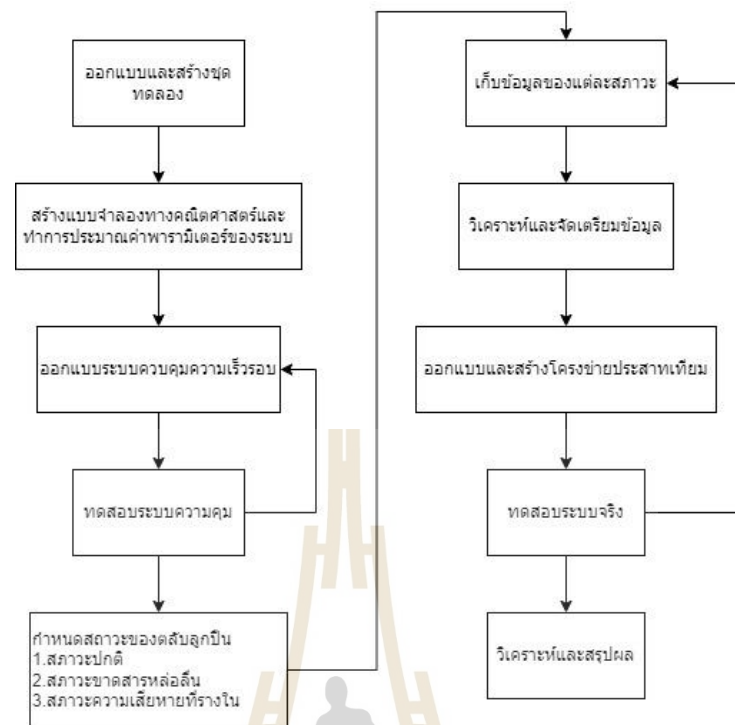 ออกแบบและสร้างชุด
ทดลอง
สร้างแบบจำลองทางคณิตศาสตร์และ
ทำการประมาณค่าพารามิเตอร์ของระบบ
ออกแบบระบบควบคุมความเร็วรอบ
ทดสอบระบบความคุม
กำหนดสถาวะของตลับลูกปืน
1.สภาวะปกติ
2.สภาวะขาดสารหล่อลื่น
3.สภาวะความเสียหายที่รางใน
เก็บข้อมูลของแต่ละสภาวะ
วิเคราะห์และจัดเตรียมข้อมูล
ออกแบบและสร้างโครงข่ายประสาทเทียม
ทดสอบระบบจริง
วิเคราะห์และสรุปผล